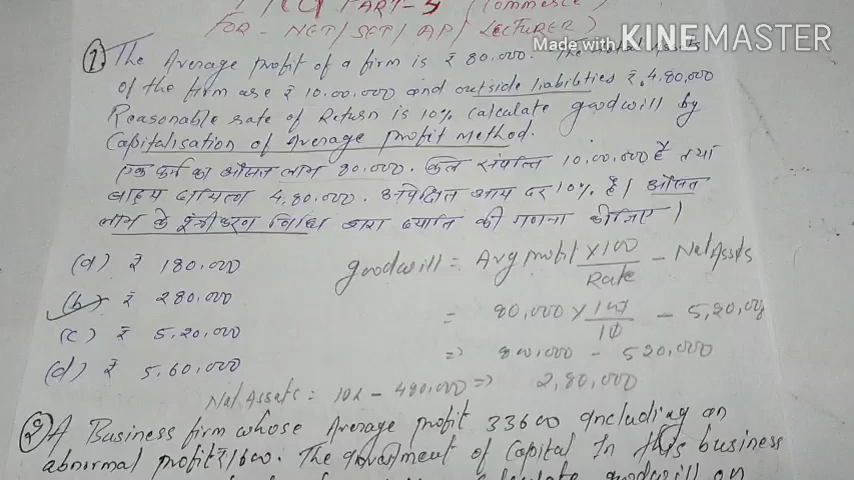 PART-5 (Commerce
FOR - NET/SET/AP/LECTURER)
Made with KINEMASTER
① The Average profit of a firm is ₹ 80,000. The Total Assets
of the firm are ₹ 10,00,000 and outside liabilities ₹ 4,80,000
Reasonable rate of Return is 10% Calculate goodwill by
Capitalisation of Average profit method.
एक फर्म का औसत लाभ 80,000. कुल संपत्ति 10,00,000 है तथा
बाह्य दायित्व 4,80,000. अपेक्षित आय दर 10% है। औसत
लाभ के पूंजीकरण विधि द्वारा ख्याति की गणना कीजिए।
(a) ₹ 180,000
(b) ₹ 280,000
(c) ₹ 5,20,000
(d) ₹ 5,60,000
goodwill = Avg profit × 100 / Rate - Net Assets
= 80,000 × 100 / 10 - 5,20,000
=> 800,000 - 520,000
Net Assets = 10L - 480,000 => 2,80,000
② A Business firm whose Average profit 33600 including an
abnormal profit ₹1600. The investment of Capital In this business
calculate goodwill on